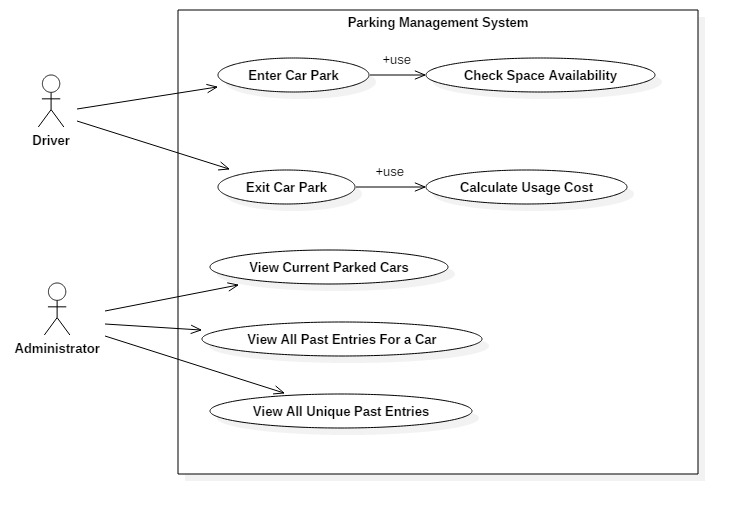 Parking Management System
+use
Enter Car Park
Check Space Availability
Driver
+use
Exit Car Park
Calculate Usage Cost
View Current Parked Cars
Administrator
View All Past Entries For a Car
View All Unique Past Entries